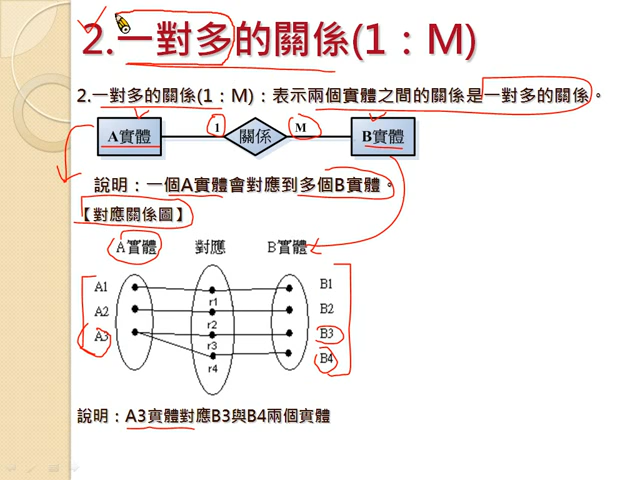 2.一對多的關係(1：M)
2.一對多的關係(1：M)：表示兩個實體之間的關係是一對多的關係。
A實體 1 關係 M B實體
說明：一個A實體會對應到多個B實體。
【對應關係圖】
A實體 對應 B實體
A1 r1 B1
A2 r2 B2
A3 r3 B3
r4 B4
說明：A3實體對應B3與B4兩個實體